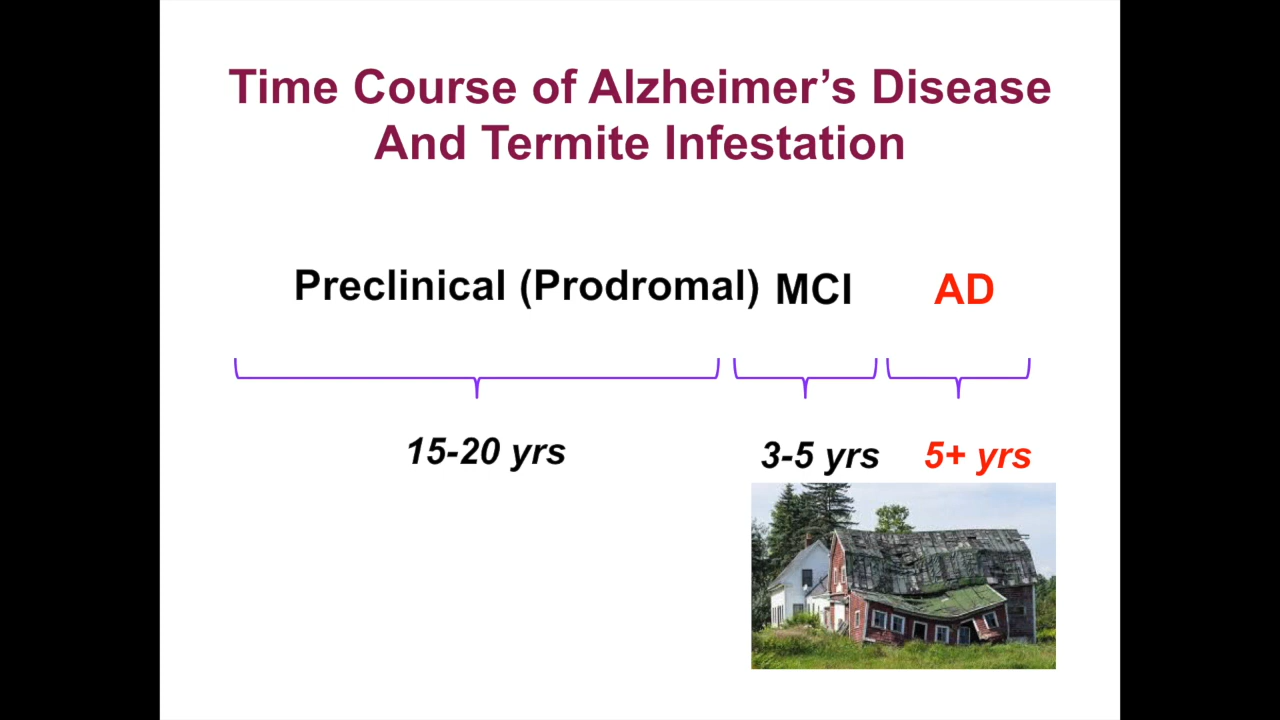 Time Course of Alzheimer’s Disease
And Termite Infestation
Preclinical (Prodromal) MCI AD
15-20 yrs 3-5 yrs 5+ yrs